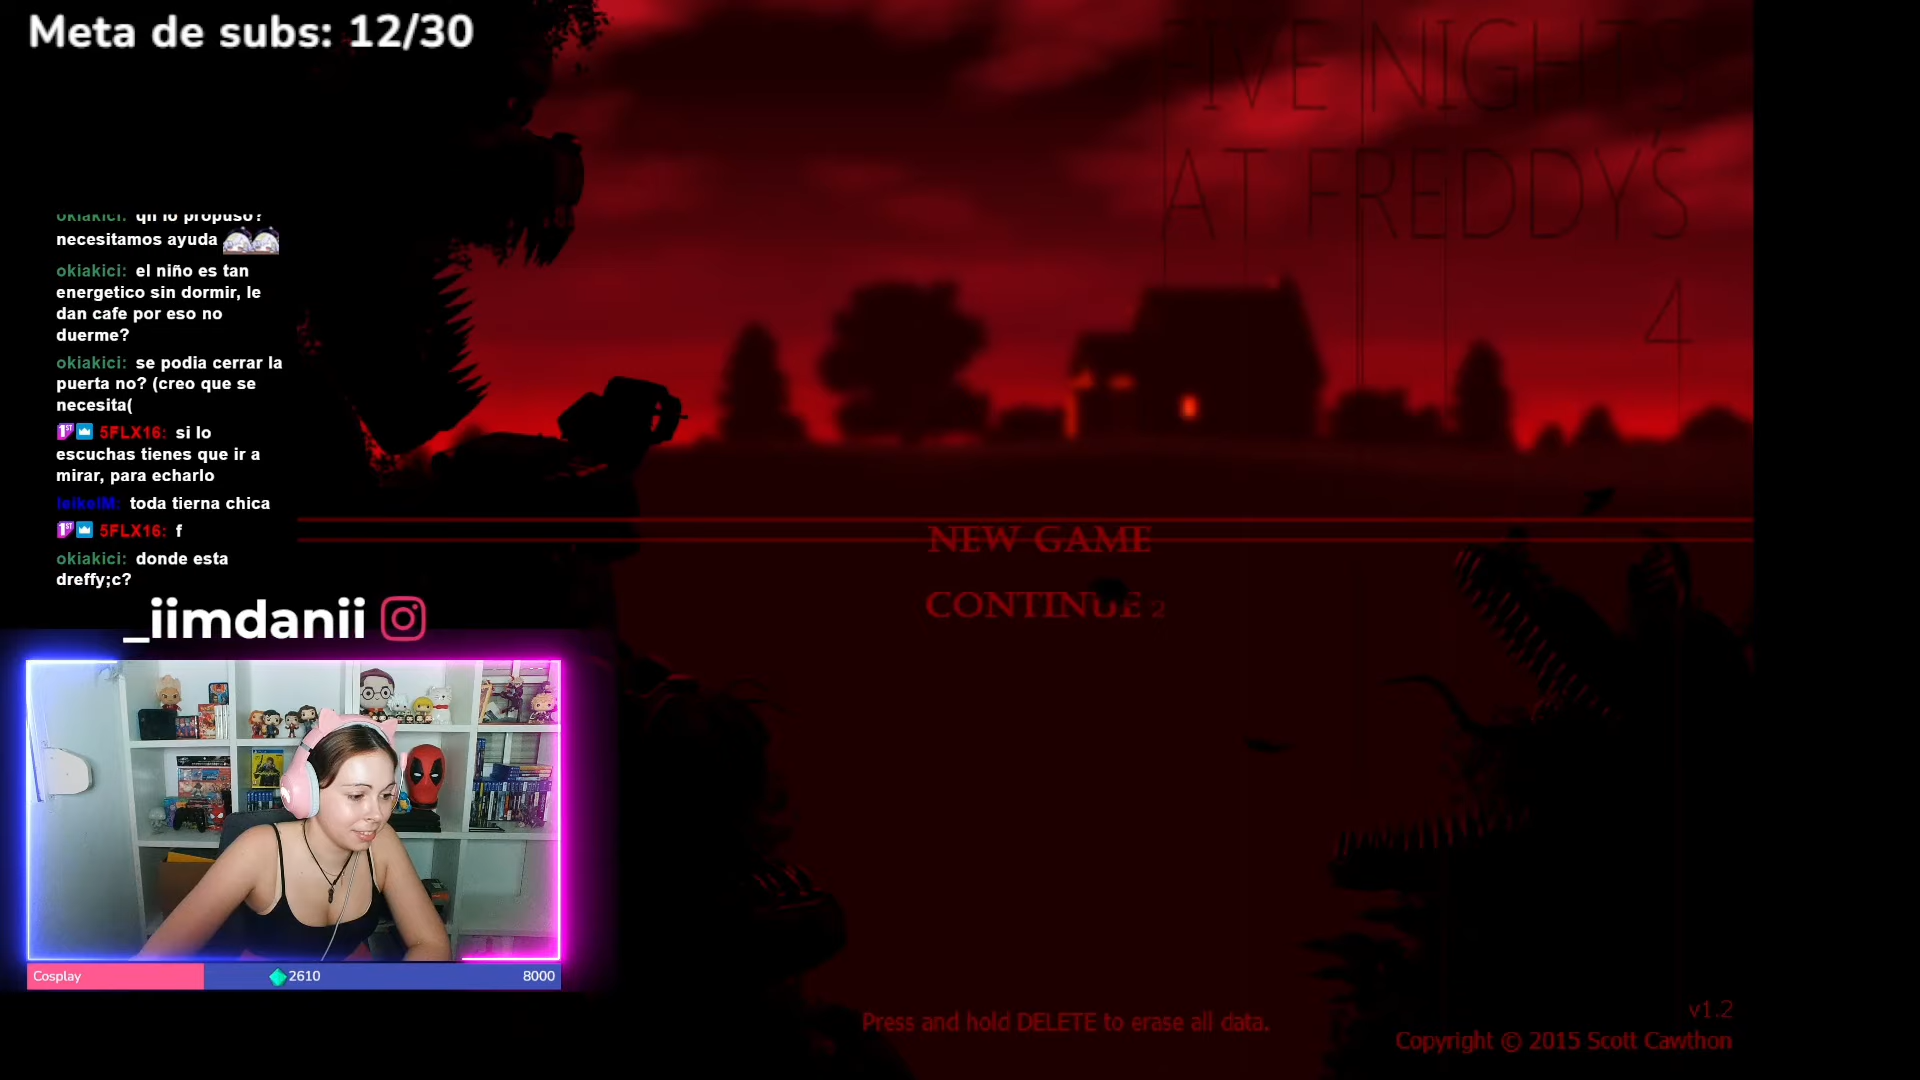 Meta de subs: 12/30
FIVE NIGHTS
AT FREDDY'S
4
okiakici: qn lo propuso?
necesitamos ayuda
okiakici: el niño es tan
energetico sin dormir, le
dan cafe por eso no
duerme?
okiakici: se podia cerrar la
puerta no? (creo que se
necesita(
5FLX16: si lo
escuchas tienes que ir a
mirar, para echarlo
leikelM: toda tierna chica
5FLX16: f
okiakici: donde esta
dreffy;c?
NEW GAME
CONTINUE 2
_iimdanii
Cosplay 2610 8000
Press and hold DELETE to erase all data.
v1.2
Copyright © 2015 Scott Cawthon